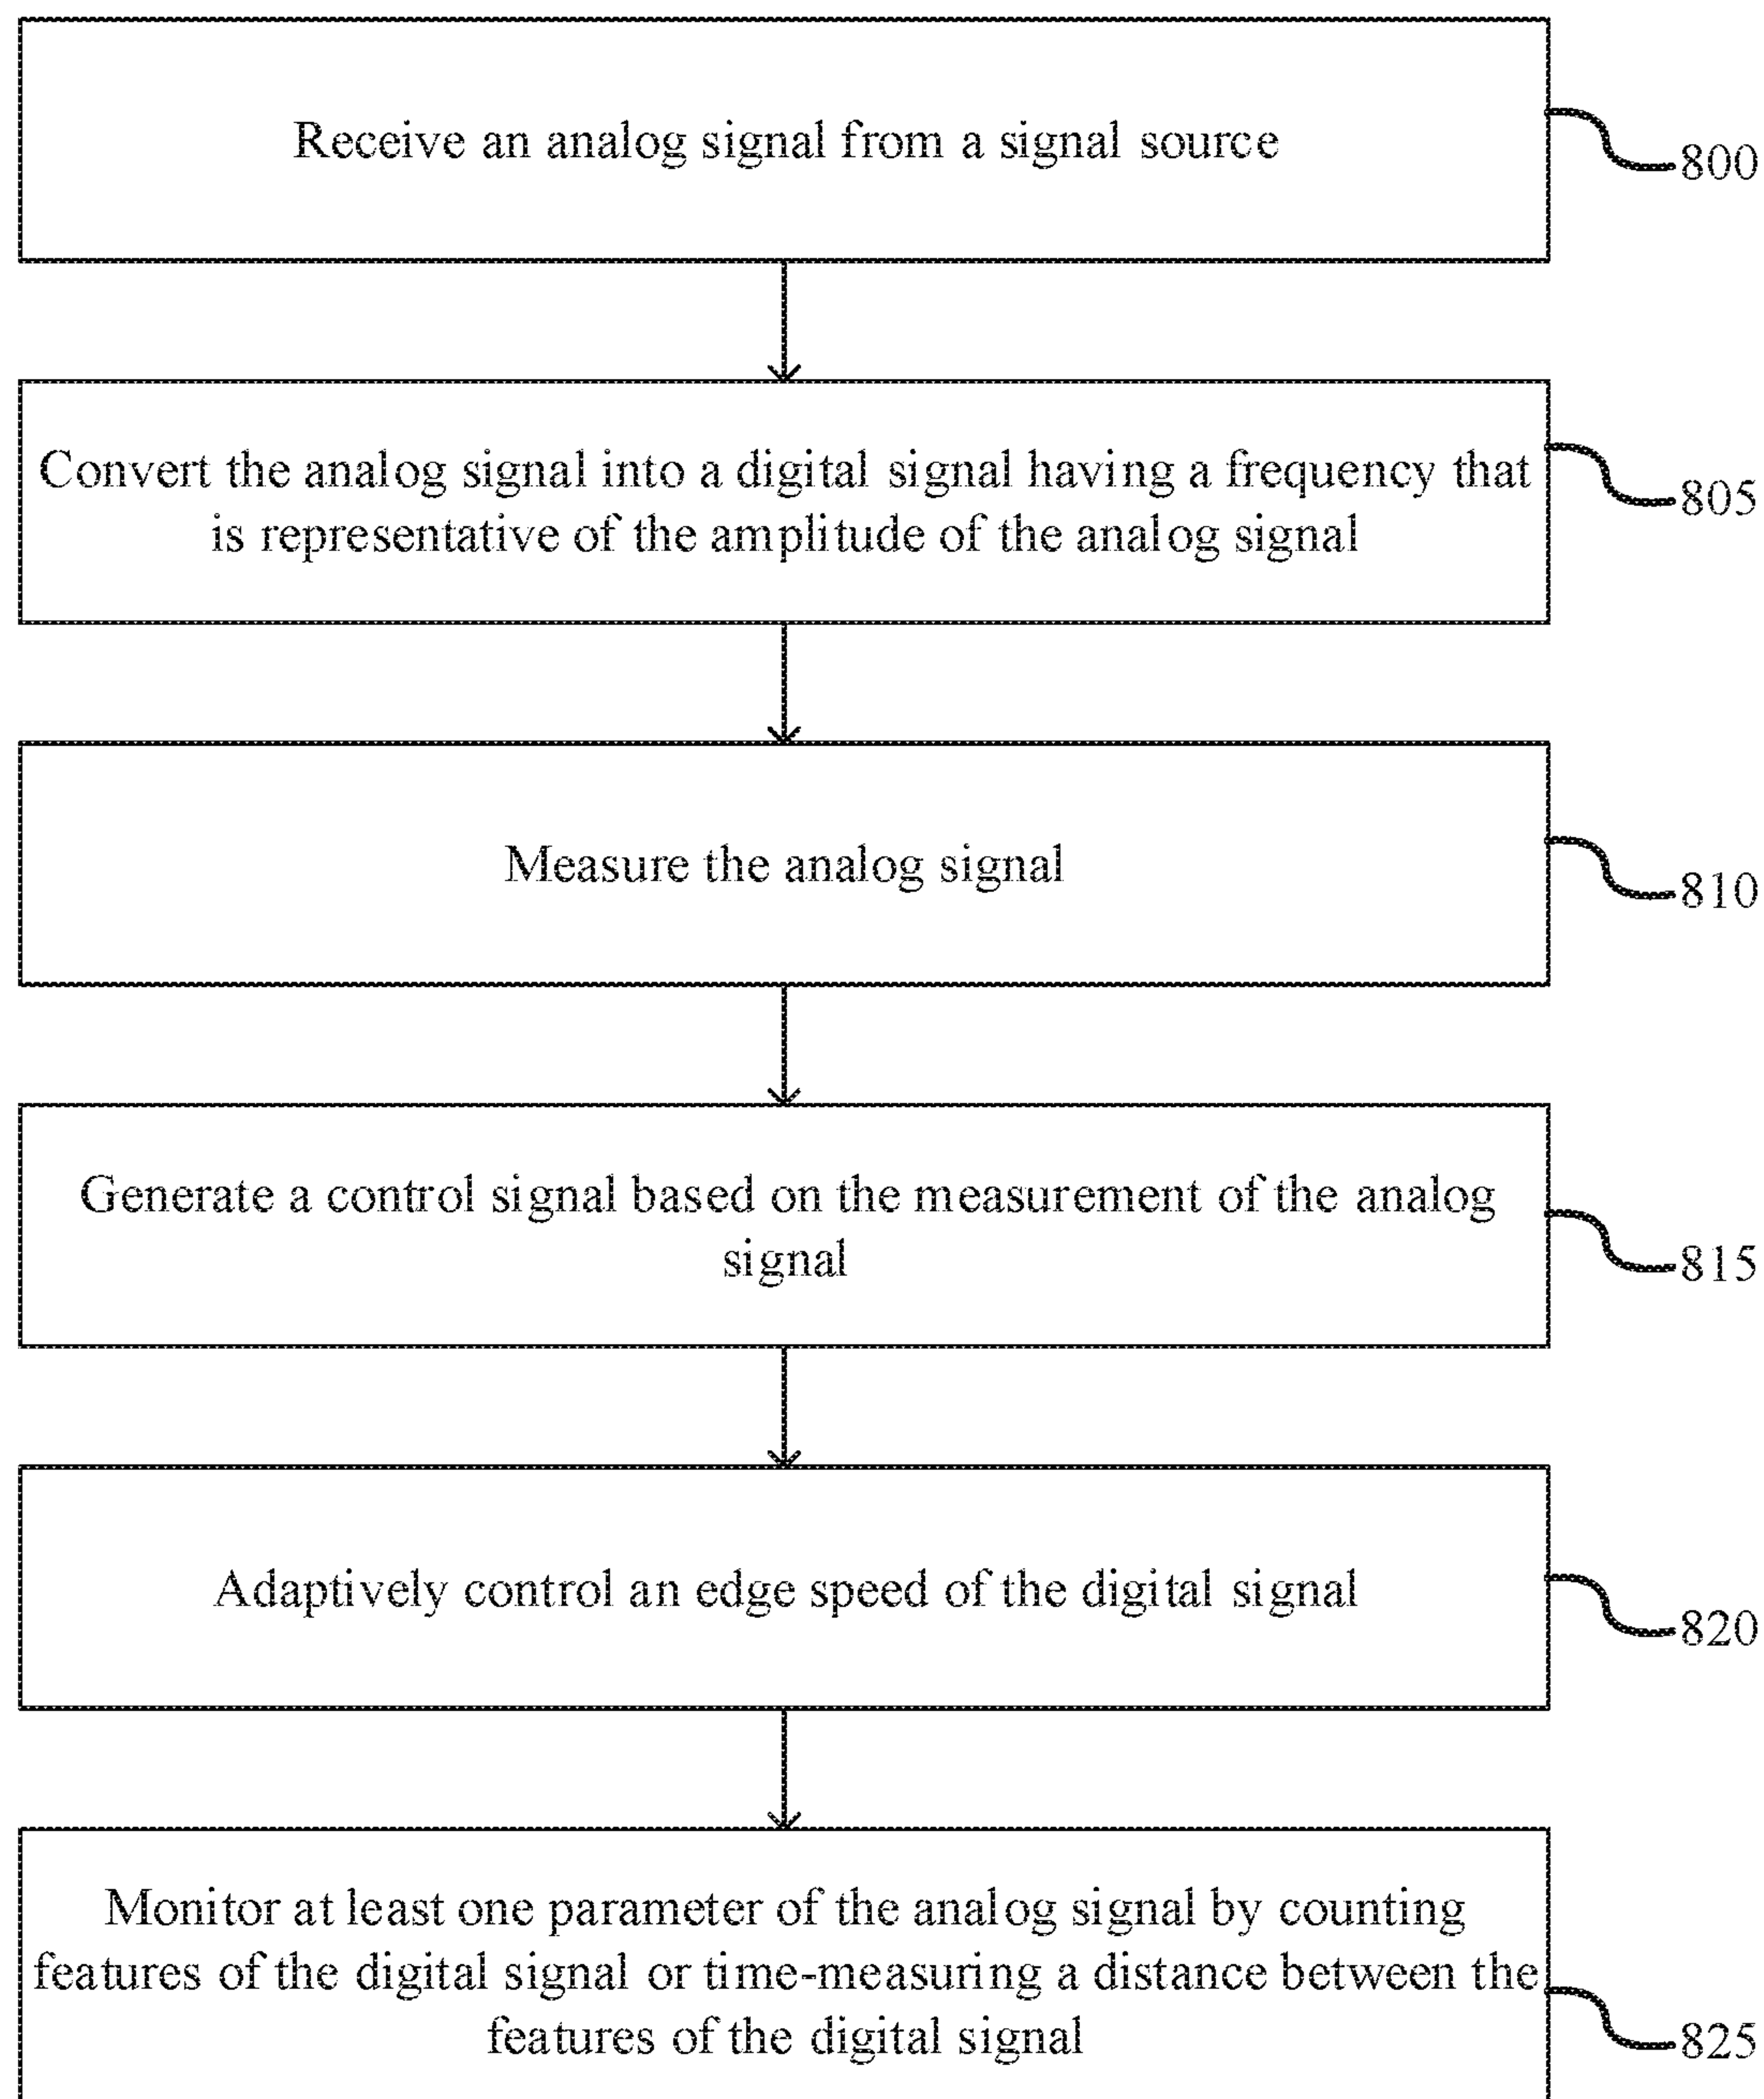 Receive an analog signal from a signal source
800
Convert the analog signal into a digital signal having a frequency that
is representative of the amplitude of the analog signal
805
Measure the analog signal
810
Generate a control signal based on the measurement of the analog
signal
815
Adaptively control an edge speed of the digital signal
820
Monitor at least one parameter of the analog signal by counting
features of the digital signal or time-measuring a distance between the
features of the digital signal
825